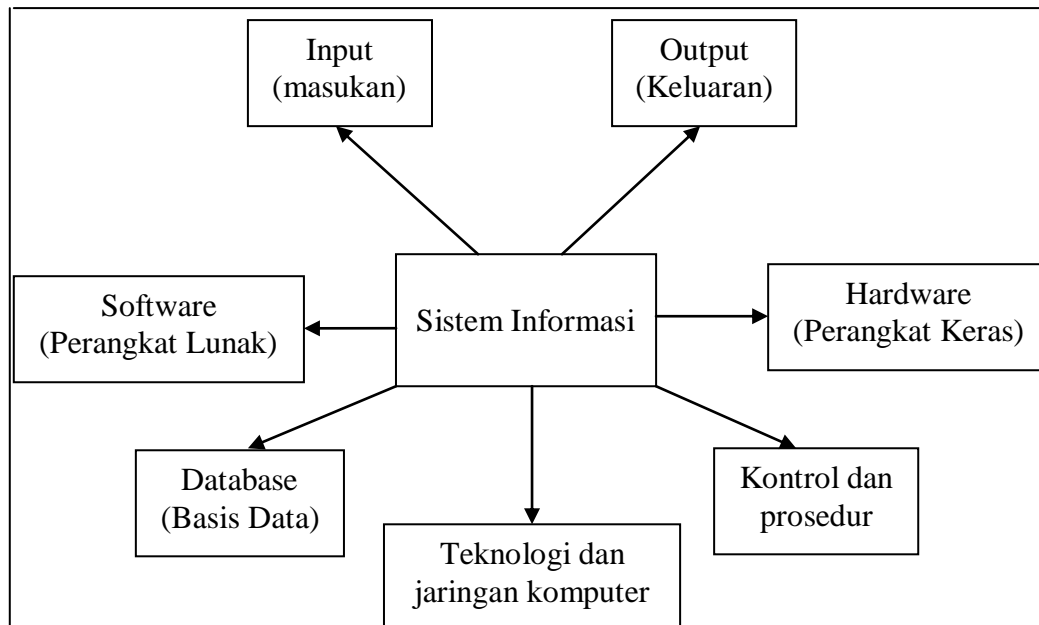 Input
(masukan)
Output
(Keluaran)
Software
(Perangkat Lunak)
Sistem Informasi
Hardware
(Perangkat Keras)
Database
(Basis Data)
Teknologi dan
jaringan komputer
Kontrol dan
prosedur